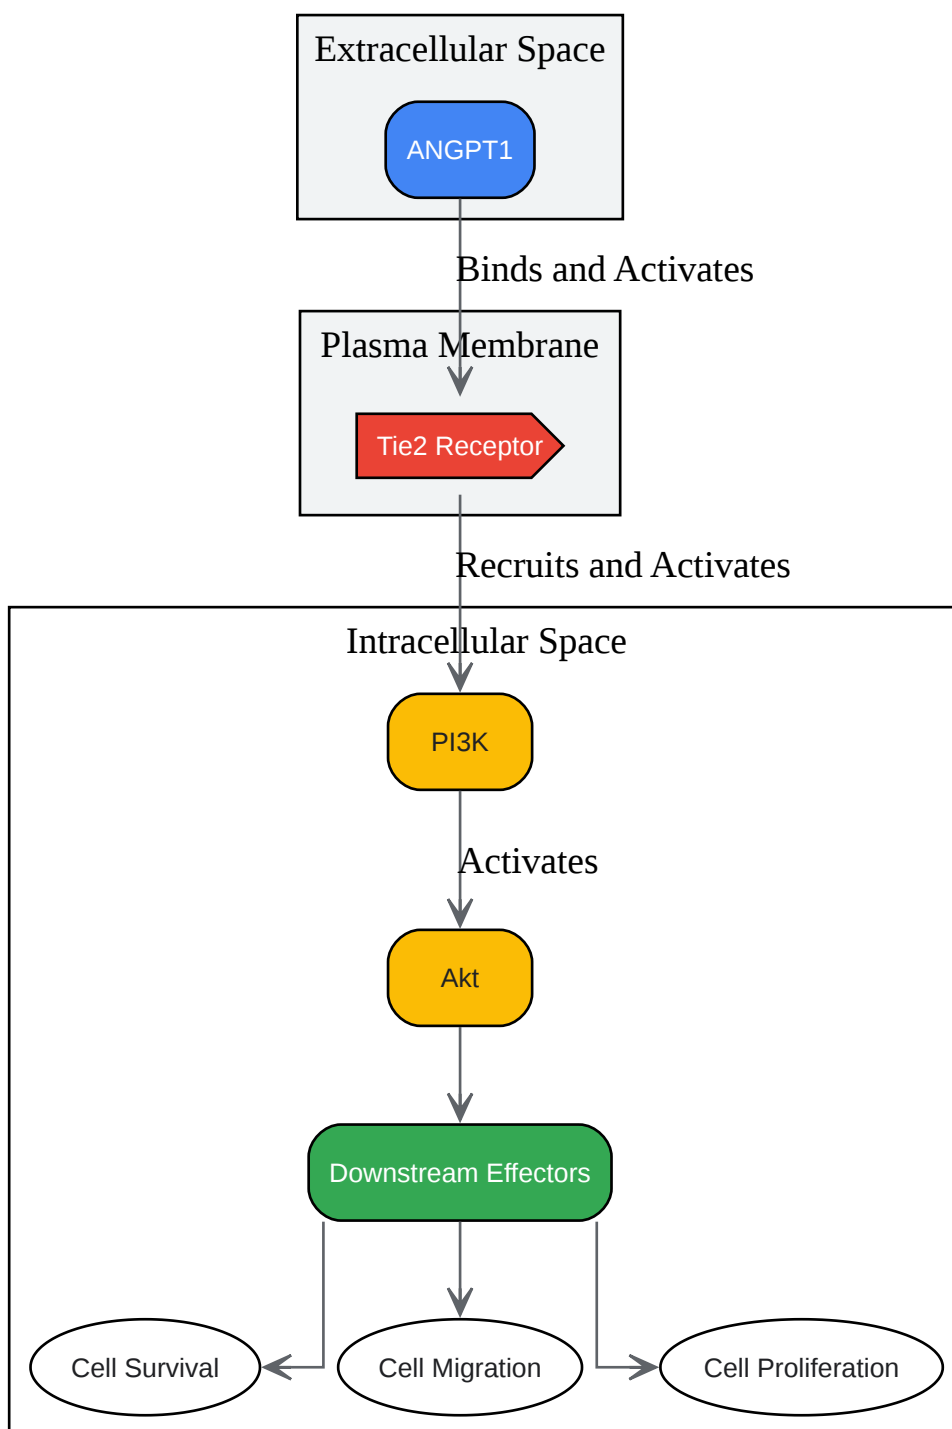 Extracellular Space
ANGPT1
Binds and Activates
Plasma Membrane
Tie2 Receptor
Recruits and Activates
Intracellular Space
PI3K
Activates
Akt
Downstream Effectors
Cell Survival
Cell Migration
Cell Proliferation